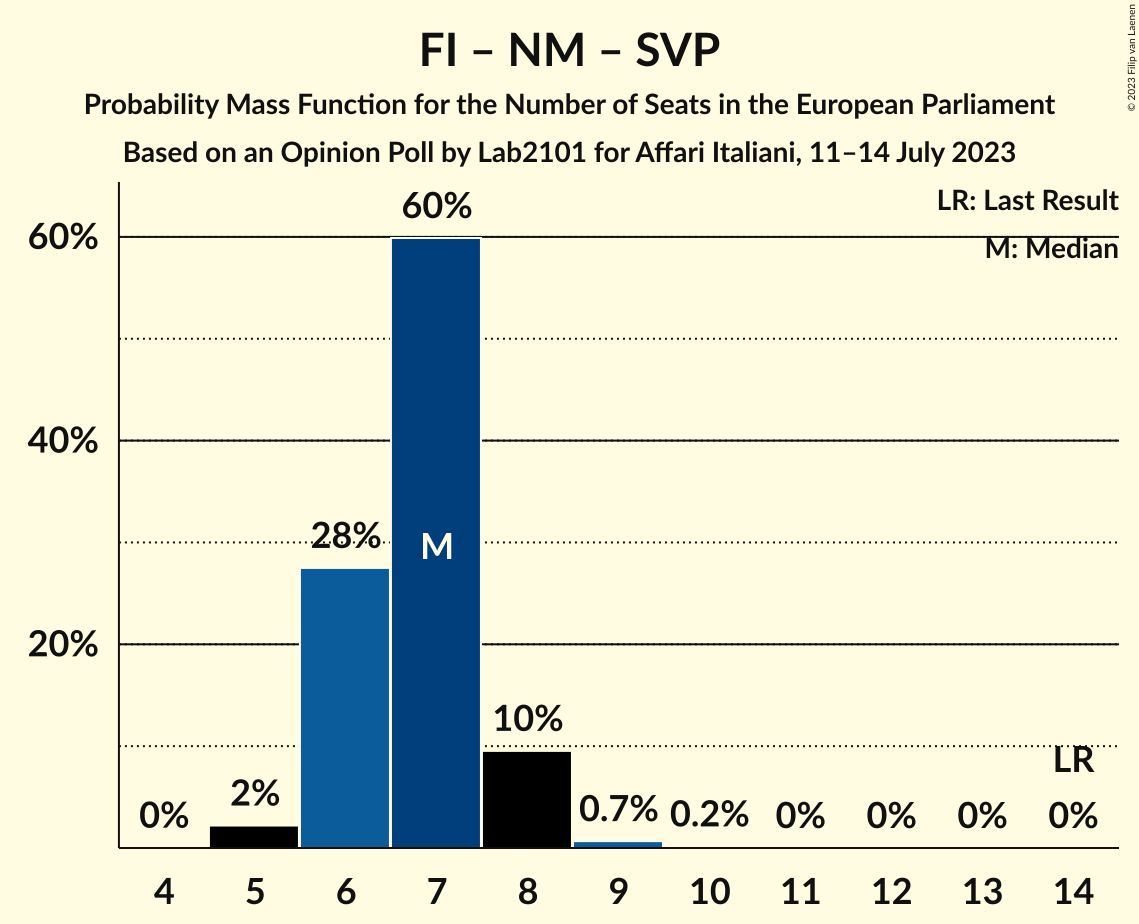 FI – NM – SVP
Probability Mass Function for the Number of Seats in the European Parliament
Based on an Opinion Poll by Lab2101 for Affari Italiani, 11–14 July 2023
© 2023 Filip van Laenen
LR: Last Result
M: Median
60%
40%
20%
0%
2%
28%
60%
M
10%
0.7%
0.2%
0%
0%
0%
LR
0%
4 5 6 7 8 9 10 11 12 13 14